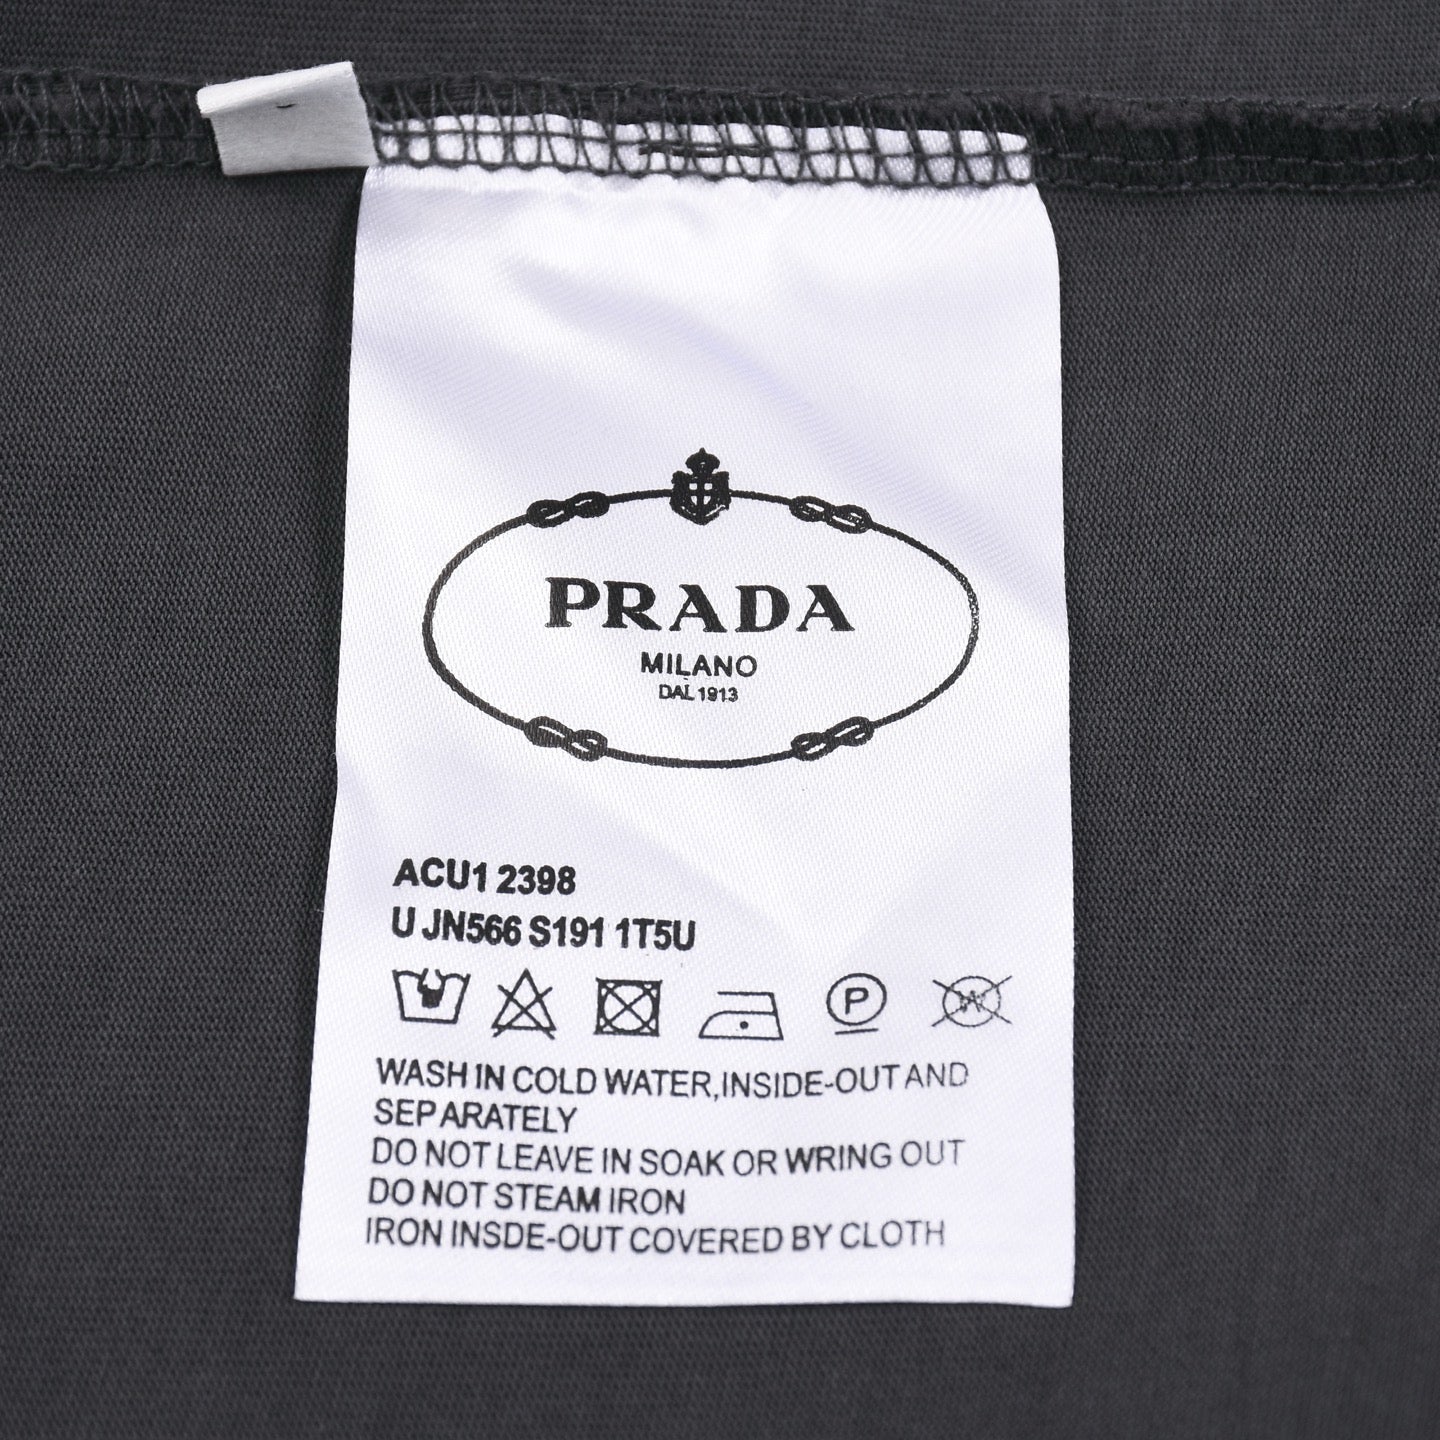 PRADA
MILANO
DAL 1913
ACU1 2398
U JN566 S191 1T5U
P
W
WASH IN COLD WATER,INSIDE-OUT AND
SEPARATELY
DO NOT LEAVE IN SOAK OR WRING OUT
DO NOT STEAM IRON
IRON INSDE-OUT COVERED BY CLOTH